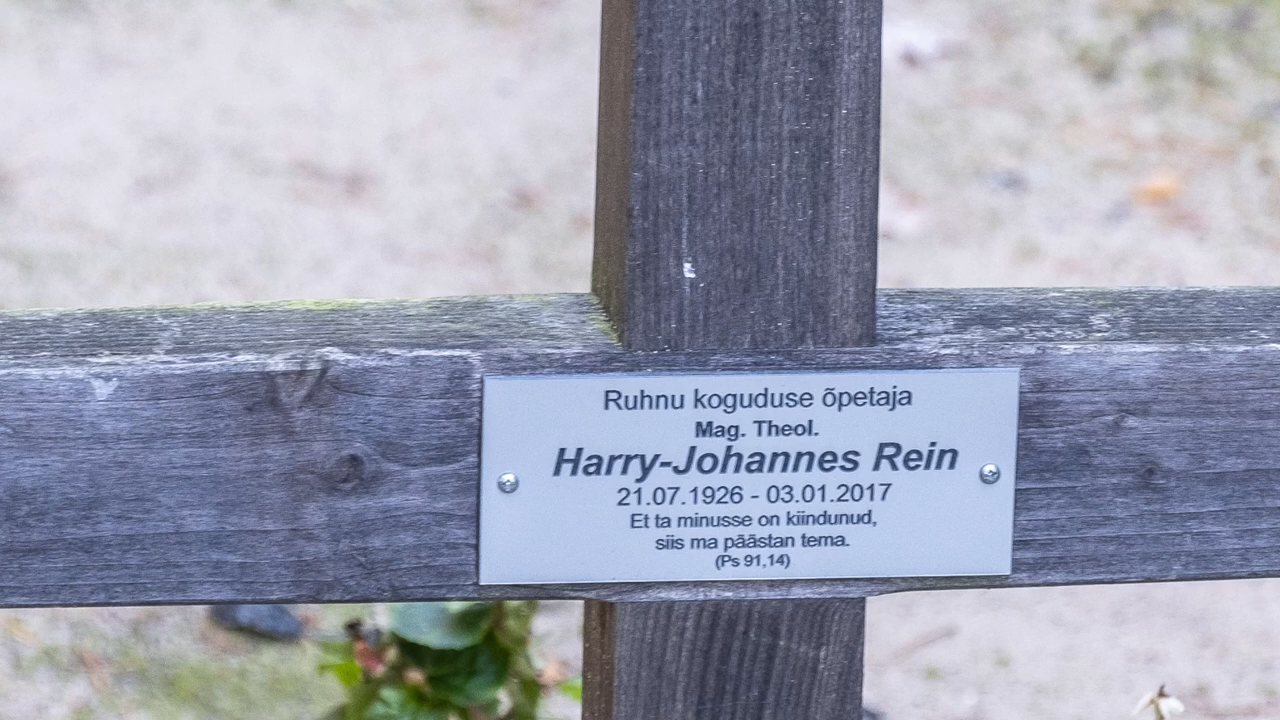 Ruhnu koguduse õpetaja
Mag. Theol.
Harry-Johannes Rein
21.07.1926 - 03.01.2017
Et ta minusse on kiindunud,
siis ma päästan tema.
(Ps 91,14)